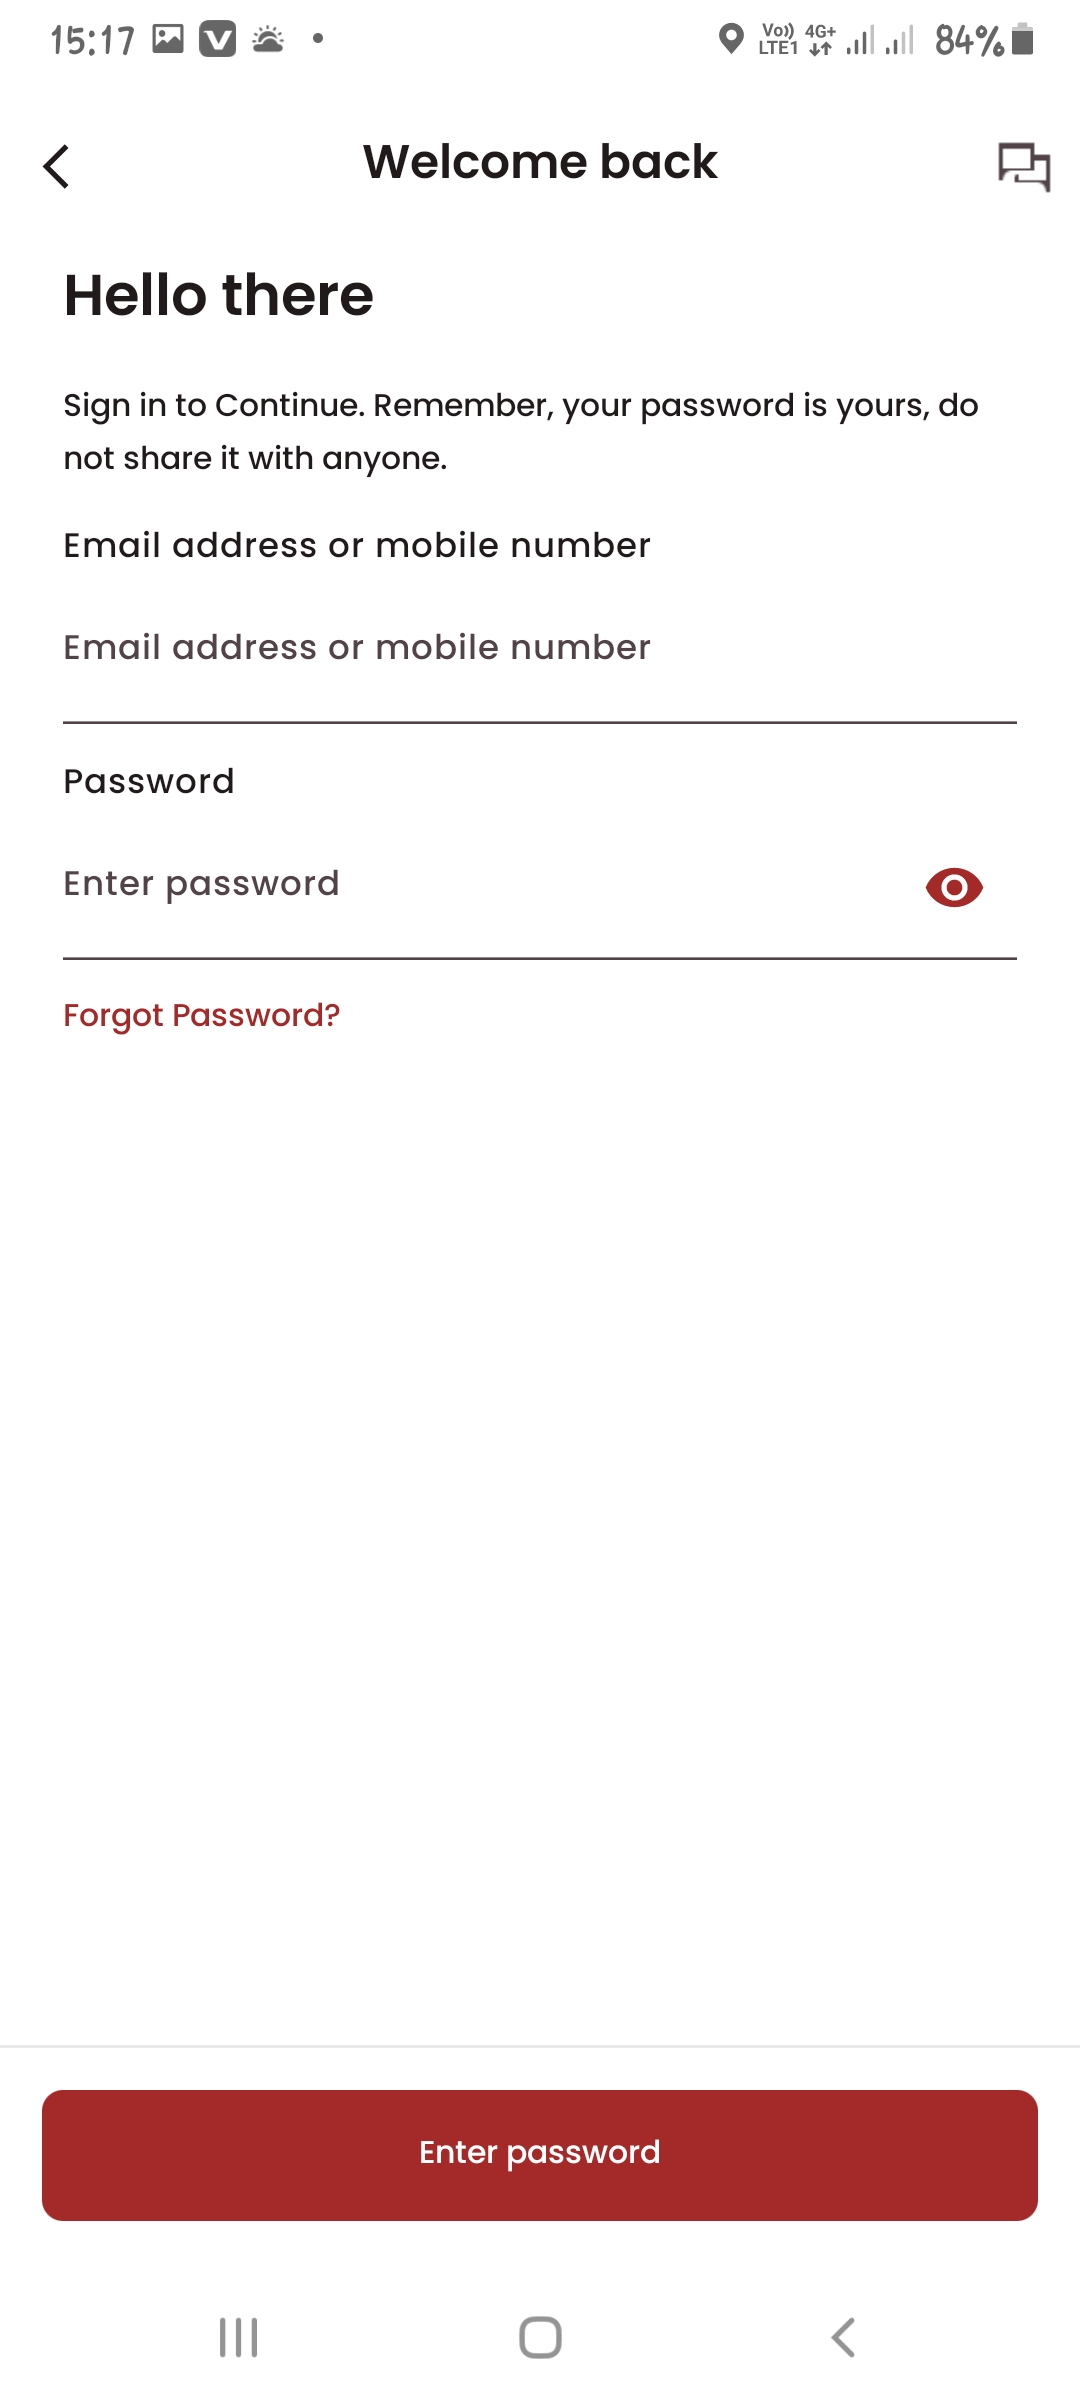 15:17
Vo)) 4G+
LTE1
84%
Welcome back
Hello there
Sign in to Continue. Remember, your password is yours, do
not share it with anyone.
Email address or mobile number
Email address or mobile number
Password
Enter password
Forgot Password?
Enter password